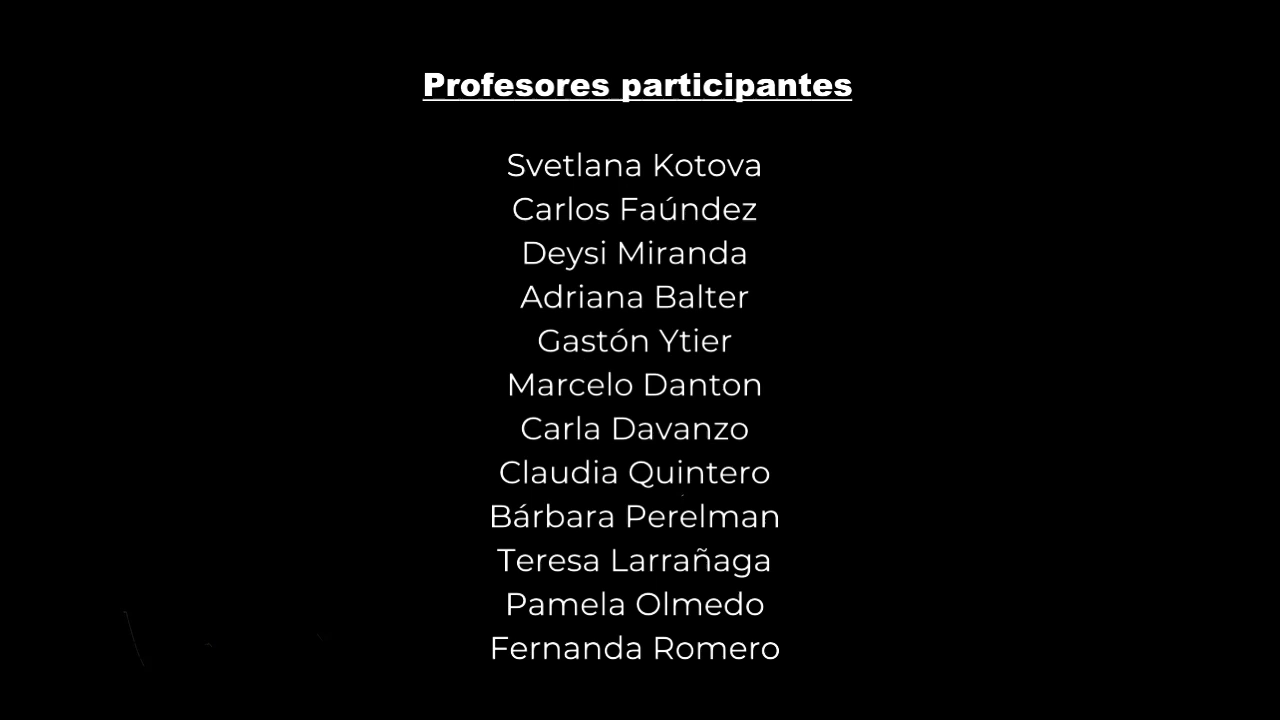 Profesores participantes
Svetlana Kotova
Carlos Faúndez
Deysi Miranda
Adriana Balter
Gastón Ytier
Marcelo Danton
Carla Davanzo
Claudia Quintero
Bárbara Perelman
Teresa Larrañaga
Pamela Olmedo
Fernanda Romero